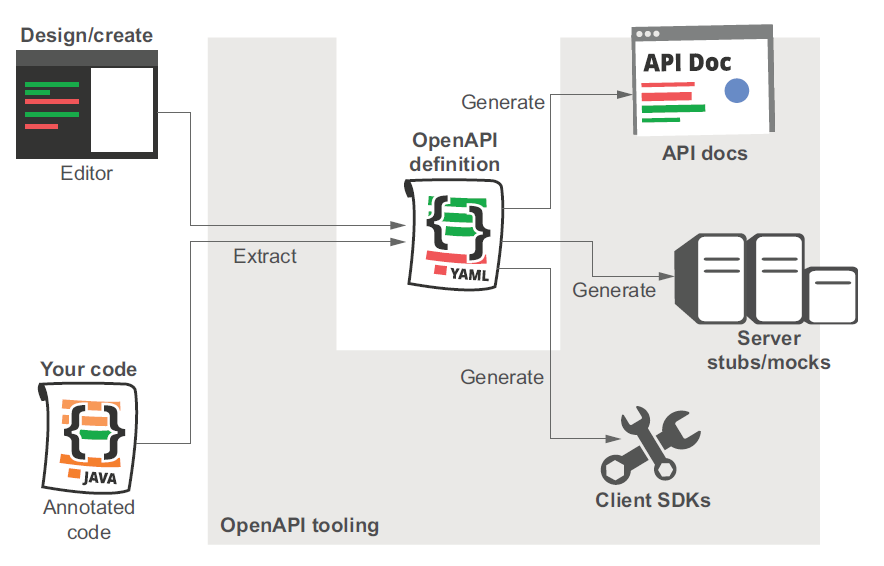 Design/create
Editor
Extract
Your code
JAVA
Annotated
code
OpenAPI
definition
YAML
Generate
API Doc
API docs
Generate
Server
stubs/mocks
Generate
Client SDKs
OpenAPI tooling